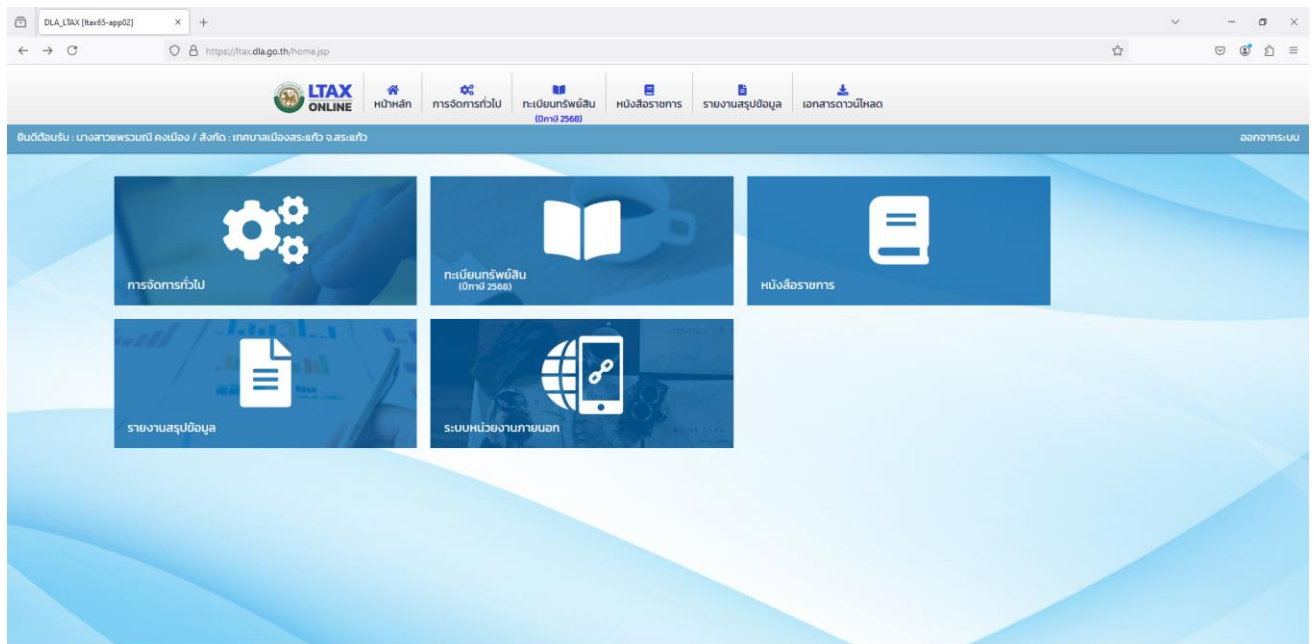 DLA_LTAX [ltax65-app02]
https://ltax.dla.go.th/home.jsp
LTAX
ONLINE
หน้าหลัก
การจัดการทั่วไป
ทะเบียนทรัพย์สิน
(ปีภาษี 2568)
หนังสือราชการ
รายงานสรุปข้อมูล
เอกสารดาวน์โหลด
ยินดีต้อนรับ : นางสาวแพรวมณี คงเมือง / สังกัด : เทศบาลเมืองสระแก้ว จ.สระแก้ว
ออกจากระบบ
การจัดการทั่วไป
ทะเบียนทรัพย์สิน
(ปีภาษี 2568)
หนังสือราชการ
รายงานสรุปข้อมูล
ระบบหน่วยงานภายนอก